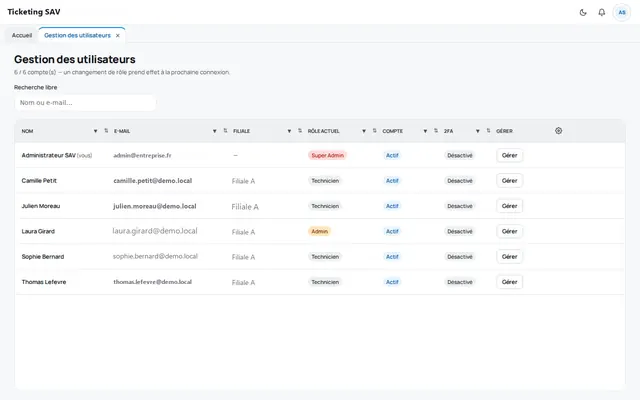 Ticketing SAV
AS
Accueil
Gestion des utilisateurs ×
Gestion des utilisateurs
6 / 6 compte(s) — un changement de rôle prend effet à la prochaine connexion.
Recherche libre
Nom ou e-mail...
NOM E-MAIL FILIALE RÔLE ACTUEL COMPTE 2FA GÉRER
Administrateur SAV (vous) admin@entreprise.fr — Super Admin Actif Désactivé Gérer
Camille Petit camille.petit@demo.local Filiale A Technicien Actif Désactivé Gérer
Julien Moreau julien.moreau@demo.local Filiale A Technicien Actif Désactivé Gérer
Laura Girard laura.girard@demo.local Filiale A Admin Actif Désactivé Gérer
Sophie Bernard sophie.bernard@demo.local Filiale A Technicien Actif Désactivé Gérer
Thomas Lefevre thomas.lefevre@demo.local Filiale A Technicien Actif Désactivé Gérer